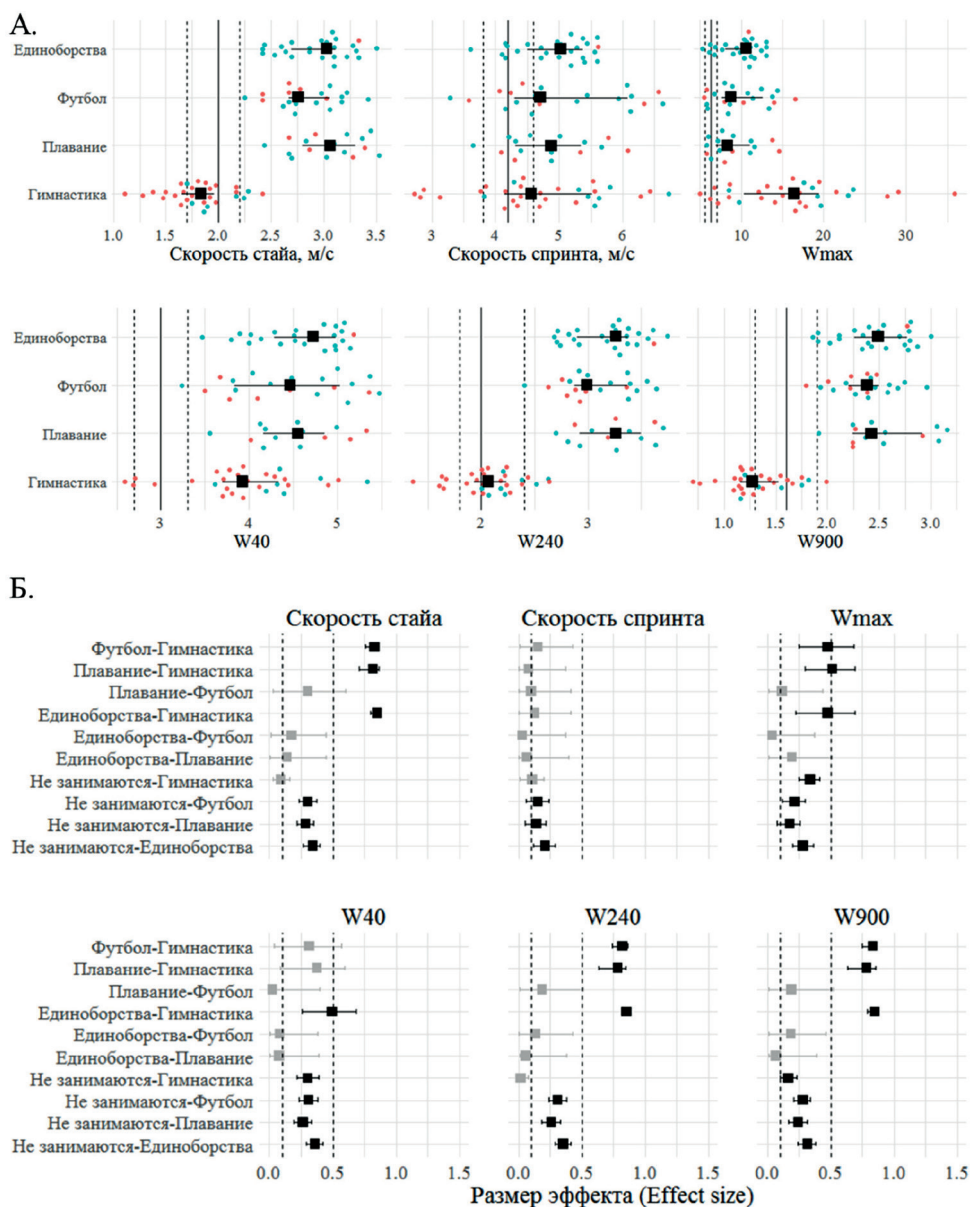 А.
Единоборства
Футбол
Плавание
Гимнастика
1.0 1.5 2.0 2.5 3.0 3.5 3 4 5 6 10 20 30
Скорость стайа, м/с Скорость спринта, м/с Wmax
Единоборства
Футбол
Плавание
Гимнастика
3 4 5 2 3 1.0 1.5 2.0 2.5 3.0
W40 W240 W900
Б.
Скорость стайа Скорость спринта Wmax
Футбол-Гимнастика
Плавание-Гимнастика
Плавание-Футбол
Единоборства-Гимнастика
Единоборства-Футбол
Единоборства-Плавание
Не занимаются-Гимнастика
Не занимаются-Футбол
Не занимаются-Плавание
Не занимаются-Единоборства
W40 W240 W900
Футбол-Гимнастика
Плавание-Гимнастика
Плавание-Футбол
Единоборства-Гимнастика
Единоборства-Футбол
Единоборства-Плавание
Не занимаются-Гимнастика
Не занимаются-Футбол
Не занимаются-Плавание
Не занимаются-Единоборства
0.0 0.5 1.0 1.5 0.0 0.5 1.0 1.5 0.0 0.5 1.0 1.5
Размер эффекта (Effect size)